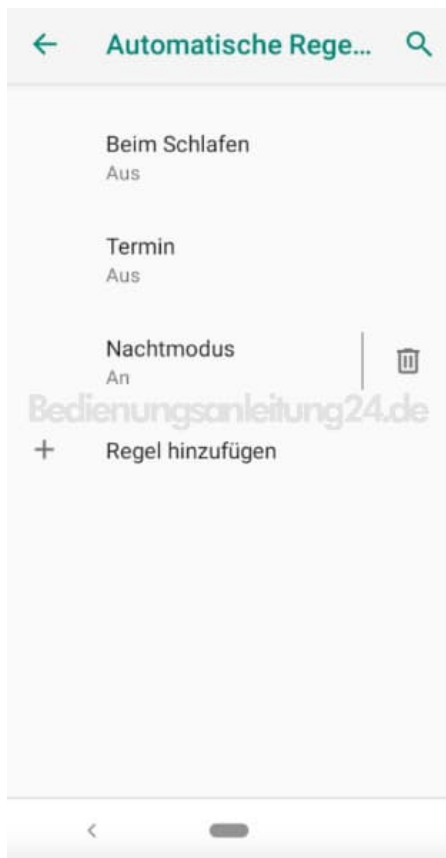 Automatische Rege...
Beim Schlafen
Aus
Termin
Aus
Nachtmodus
An
Bedienungsanleitung24.de
Regel hinzufügen